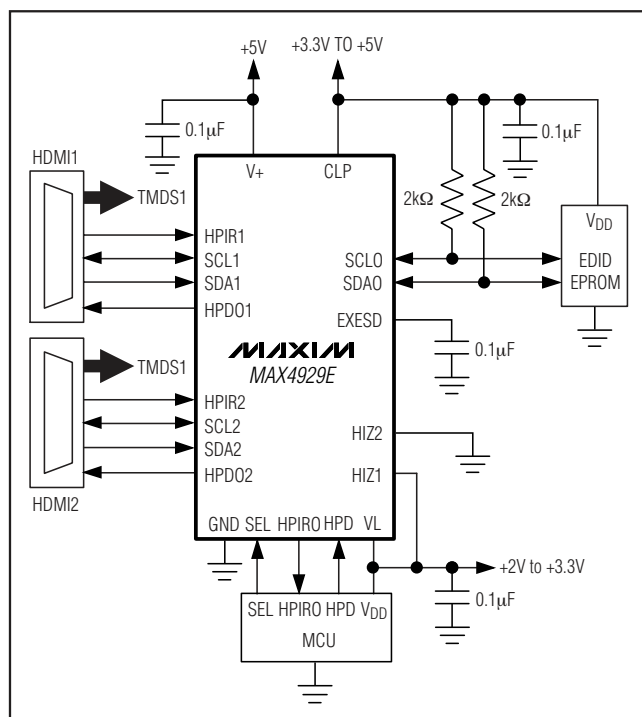 +5V
+3.3V TO +5V
0.1μF
0.1μF
HDMI1
TMDS1
V+
CLP
2kΩ
2kΩ
VDD
EDID
EPROM
HPIR1
SCL1
SDA1
HPDO1
SCL0
SDA0
EXESD
0.1μF
MAXIM
MAX4929E
TMDS1
HPIR2
SCL2
SDA2
HPDO2
HDMI2
HIZ2
HIZ1
GND SEL HPIRO HPD VL
+2V to +3.3V
0.1μF
SEL HPIRO HPD VDD
MCU